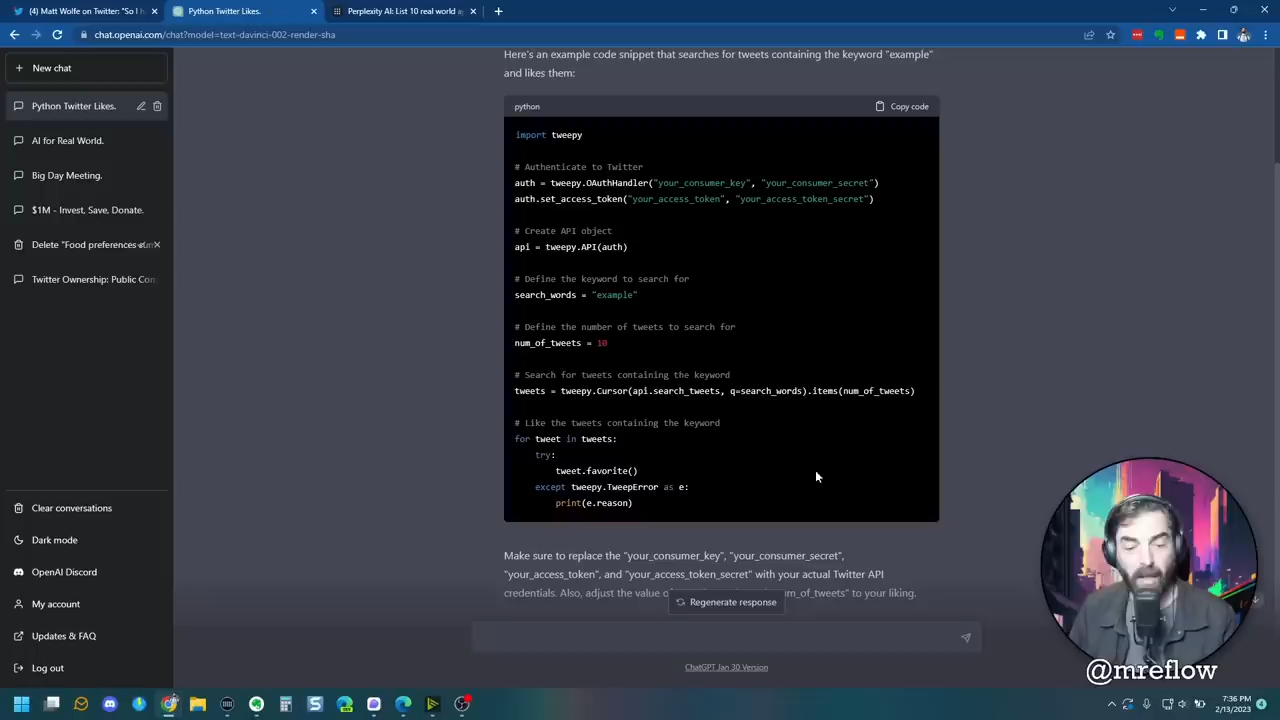 (4) Matt Wolfe on Twitter: "So I h
Python Twitter Likes.
Perplexity AI: List 10 real world
chat.openai.com/chat?model=text-davinci-002-render-sha
New chat
Python Twitter Likes.
AI for Real World.
Big Day Meeting.
$1M - Invest, Save, Donate.
Delete "Food preferences
Twitter Ownership: Public Com
Clear conversations
Dark mode
OpenAI Discord
My account
Updates & FAQ
Log out
Here's an example code snippet that searches for tweets containing the keyword "example"
and likes them:
python
Copy code
import tweepy
# Authenticate to Twitter
auth = tweepy.OAuthHandler("your_consumer_key", "your_consumer_secret")
auth.set_access_token("your_access_token", "your_access_token_secret")
# Create API object
api = tweepy.API(auth)
# Define the keyword to search for
search_words = "example"
# Define the number of tweets to search for
num_of_tweets = 10
# Search for tweets containing the keyword
tweets = tweepy.Cursor(api.search_tweets, q=search_words).items(num_of_tweets)
# Like the tweets containing the keyword
for tweet in tweets:
try:
tweet.favorite()
except tweepy.TweepError as e:
print(e.reason)
Make sure to replace the "your_consumer_key", "your_consumer_secret",
"your_access_token", and "your_access_token_secret" with your actual Twitter API
credentials. Also, adjust the value of um_of_tweets" to your liking.
Regenerate response
ChatGPT Jan 30 Version
@mreflow
7:36 PM
2/13/2023